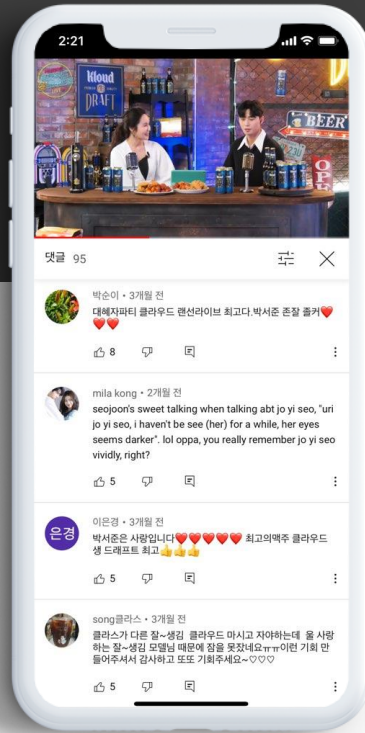 2:21
Kloud
DRAFT
BEER
OP
댓글 95
박순이 • 3개월 전
대혜자파티 클라우드 랜선라이브 최고다.박서준 존잘 졸커❤️
❤️❤️
8
mila kong • 2개월 전
seojoon's sweet talking when talking abt jo yi seo, "uri
jo yi seo, i haven't be see (her) for a while, her eyes
seems darker". lol oppa, you really remember jo yi seo
vividly, right?
5
은경
이은경 • 3개월 전
박서준은 사랑입니다❤️❤️❤️❤️❤️ 최고의맥주 클라우드
생 드래프트 최고👍👍👍
5
song클라스 • 3개월 전
클라스가 다른 잘~생김 클라우드 마시고 자야하는데 울 사랑
하는 잘~생김 모델님 때문에 잠을 못잤네요ㅠㅠ이런 기회 만
들어주셔서 감사하고 또또 기회주세요~♡♡♡
5